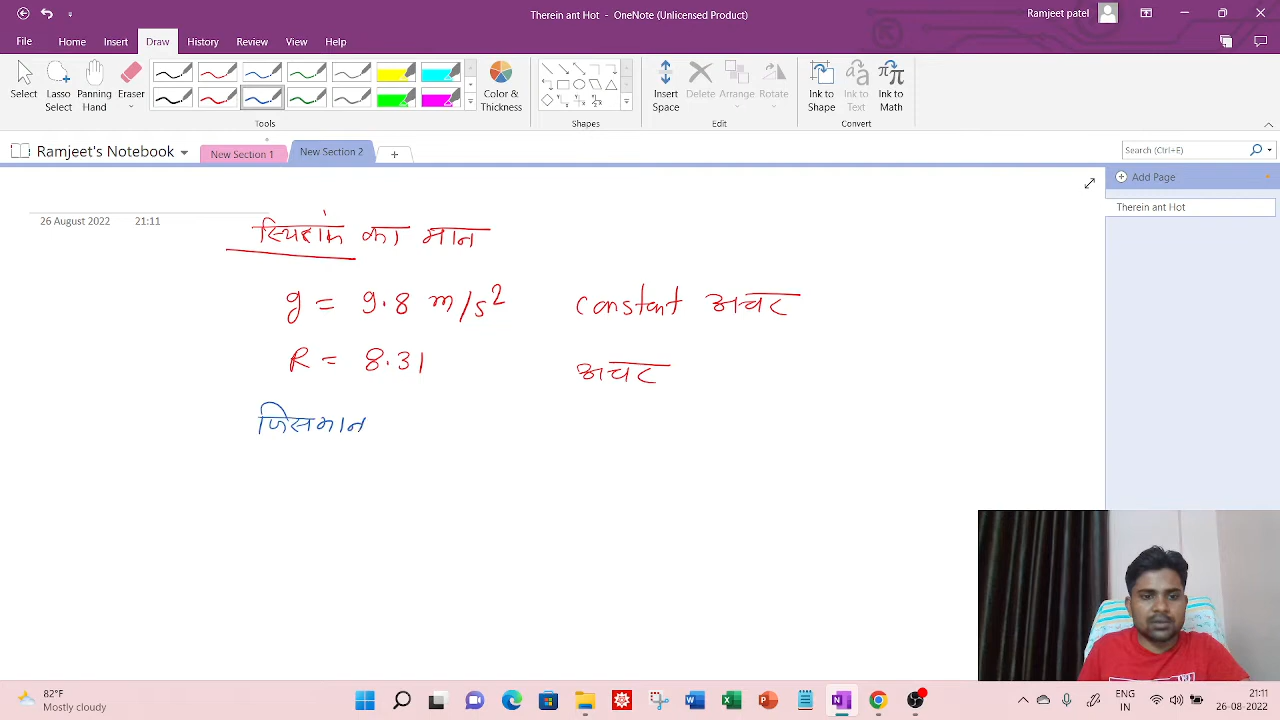 Therein ant Hot - OneNote (Unlicensed Product)
Ramjeet patel
File Home Insert Draw History Review View Help
Select
Lasso Select
Panning Hand
Eraser
Color & Thickness
Insert Space
Delete
Arrange
Rotate
Ink to Shape
Ink to Text
Ink to Math
Tools
Shapes
Edit
Convert
Ramjeet's Notebook
New Section 1
New Section 2
Search (Ctrl+E)
Add Page
Therein ant Hot
26 August 2022 21:11
स्थिरांक का मान
g = 9.8 m/s² constant अचर
R = 8.31 अचर
जिसमान
82°F
Mostly cloudy
ENG
IN
21:11
26-08-2022